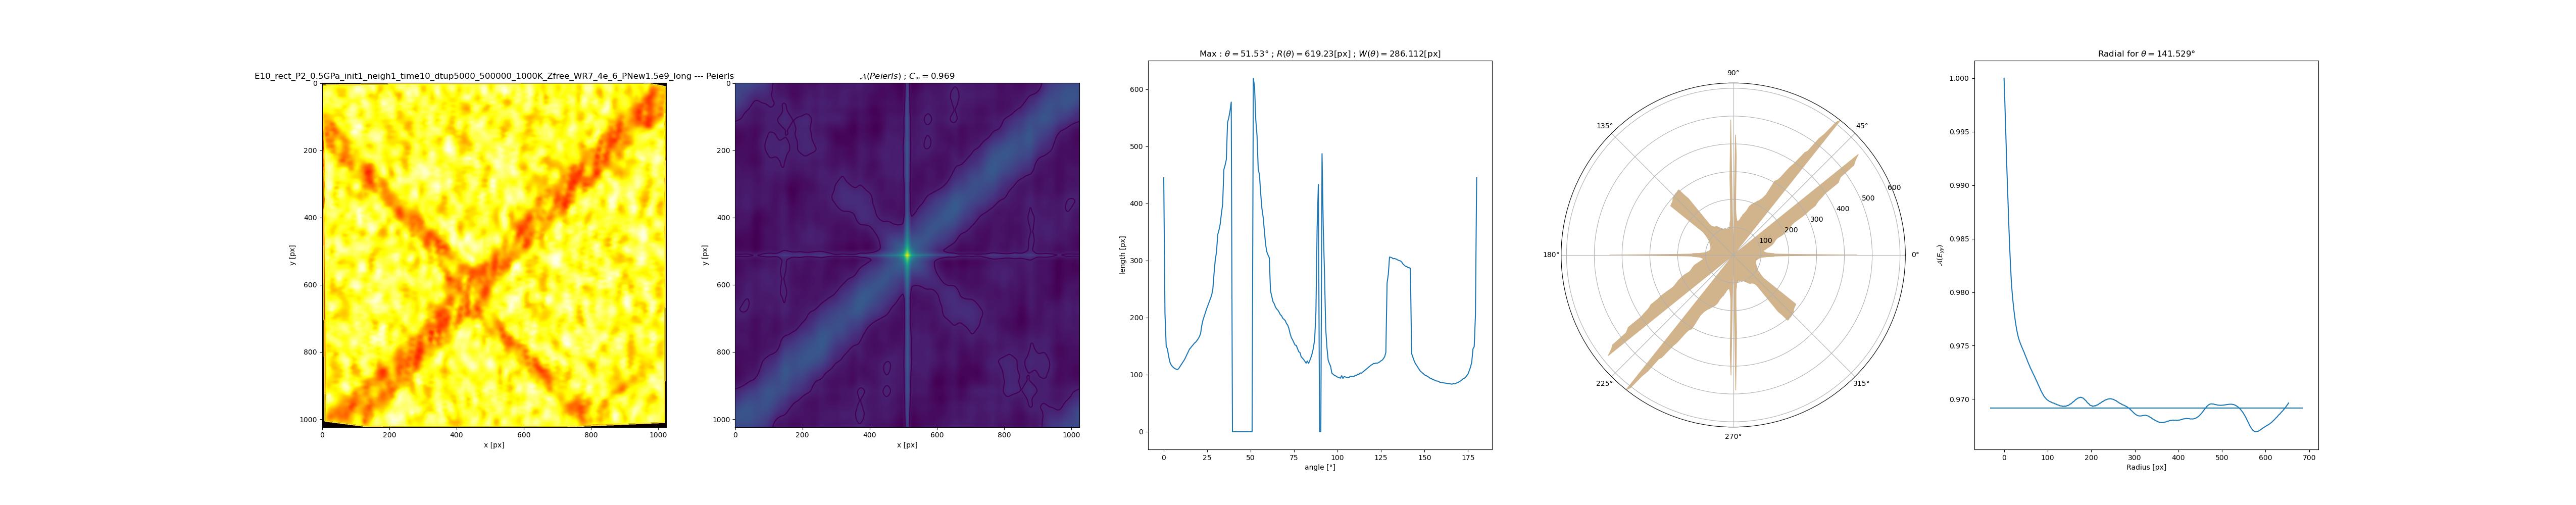 E10_rect_P2_0.5GPa_init1_neigh1_time10_dtup5000_500000_1000K_Zfree_WR7_4e_6_PNew1.5e9_long --- Peierls
0
200
400
600
800
1000
y [px]
0 200 400 600 800 1000
x [px]
𝒜(Peierls) ; C∞ = 0.969
0
200
400
600
800
1000
y [px]
0 200 400 600 800 1000
x [px]
Max : θ = 51.53° ; R(θ) = 619.23[px] ; W(θ) = 286.112[px]
600
500
400
300
200
100
0
length [px]
0 25 50 75 100 125 150 175
angle [°]
90°
135° 45°
180° 0°
225° 315°
270°
100 200 300 400 500 600
Radial for θ = 141.529°
1.000
0.995
0.990
0.985
0.980
0.975
0.970
𝒜(Eyy)
0 100 200 300 400 500 600 700
Radius [px]